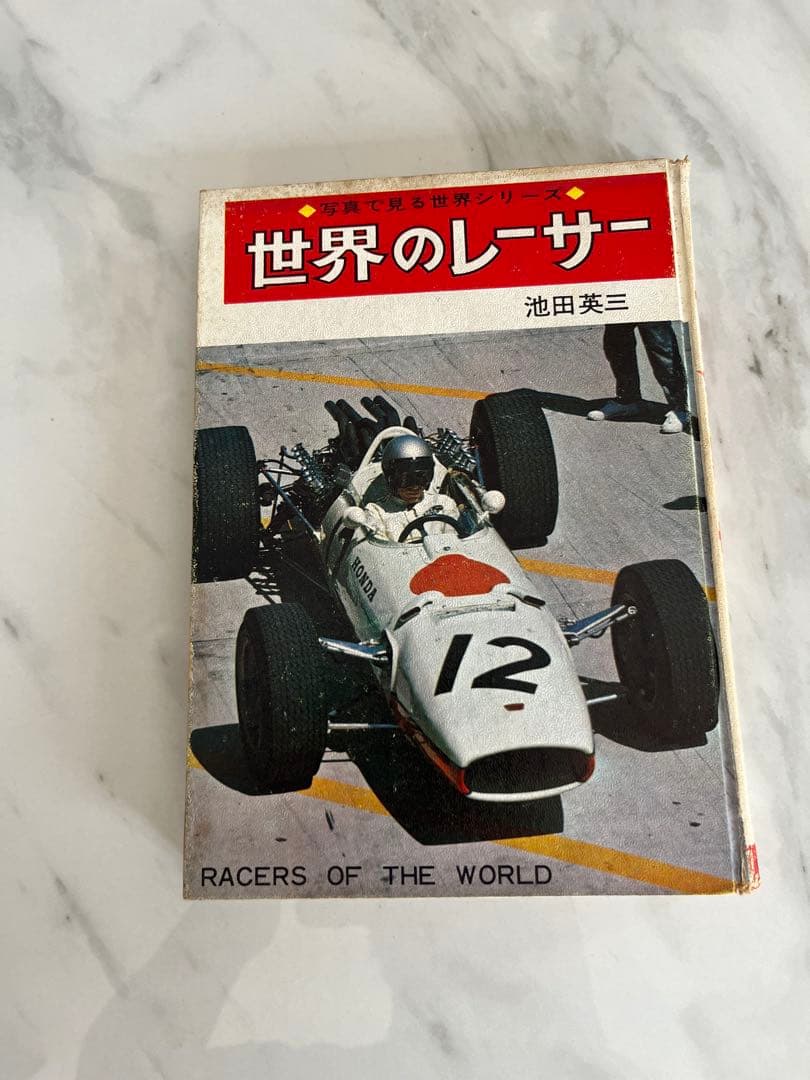 ◆写真で見る世界シリーズ◆
世界のレーサー
池田英三
HONDA
12
RACERS OF THE WORLD